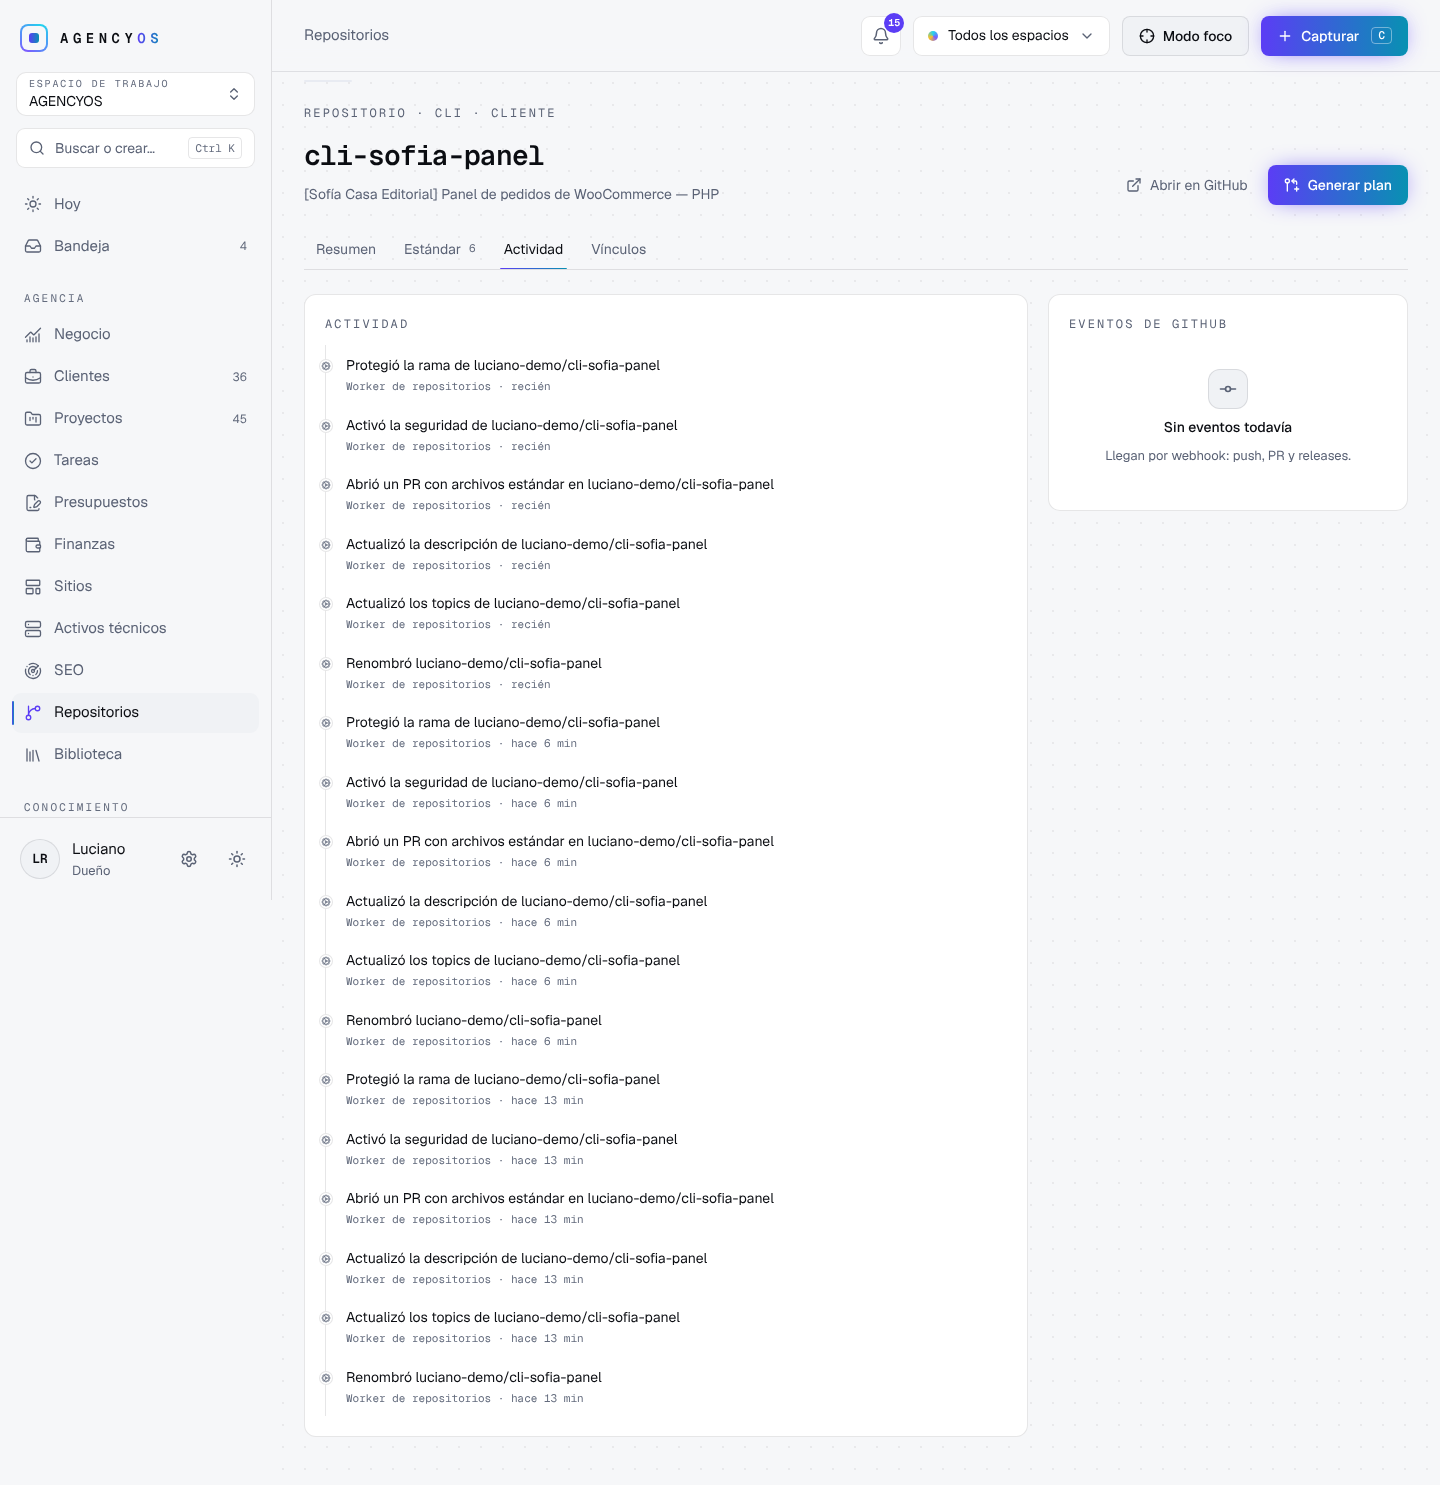 AGENCYOS
ESPACIO DE TRABAJO
AGENCYOS
Buscar o crear... Ctrl K
Hoy
Bandeja 4
AGENCIA
Negocio
Clientes 36
Proyectos 45
Tareas
Presupuestos
Finanzas
Sitios
Activos técnicos
SEO
Repositorios
Biblioteca
CONOCIMIENTO
LR
Luciano
Dueño
Repositorios
15
Todos los espacios
Modo foco
Capturar C
REPOSITORIO · CLI · CLIENTE
cli-sofia-panel
[Sofía Casa Editorial] Panel de pedidos de WooCommerce — PHP
Abrir en GitHub
Generar plan
Resumen Estándar 6 Actividad Vínculos
ACTIVIDAD
Protegió la rama de luciano-demo/cli-sofia-panel
Worker de repositorios · recién
Activó la seguridad de luciano-demo/cli-sofia-panel
Worker de repositorios · recién
Abrió un PR con archivos estándar en luciano-demo/cli-sofia-panel
Worker de repositorios · recién
Actualizó la descripción de luciano-demo/cli-sofia-panel
Worker de repositorios · recién
Actualizó los topics de luciano-demo/cli-sofia-panel
Worker de repositorios · recién
Renombró luciano-demo/cli-sofia-panel
Worker de repositorios · recién
Protegió la rama de luciano-demo/cli-sofia-panel
Worker de repositorios · hace 6 min
Activó la seguridad de luciano-demo/cli-sofia-panel
Worker de repositorios · hace 6 min
Abrió un PR con archivos estándar en luciano-demo/cli-sofia-panel
Worker de repositorios · hace 6 min
Actualizó la descripción de luciano-demo/cli-sofia-panel
Worker de repositorios · hace 6 min
Actualizó los topics de luciano-demo/cli-sofia-panel
Worker de repositorios · hace 6 min
Renombró luciano-demo/cli-sofia-panel
Worker de repositorios · hace 6 min
Protegió la rama de luciano-demo/cli-sofia-panel
Worker de repositorios · hace 13 min
Activó la seguridad de luciano-demo/cli-sofia-panel
Worker de repositorios · hace 13 min
Abrió un PR con archivos estándar en luciano-demo/cli-sofia-panel
Worker de repositorios · hace 13 min
Actualizó la descripción de luciano-demo/cli-sofia-panel
Worker de repositorios · hace 13 min
Actualizó los topics de luciano-demo/cli-sofia-panel
Worker de repositorios · hace 13 min
Renombró luciano-demo/cli-sofia-panel
Worker de repositorios · hace 13 min
EVENTOS DE GITHUB
Sin eventos todavía
Llegan por webhook: push, PR y releases.